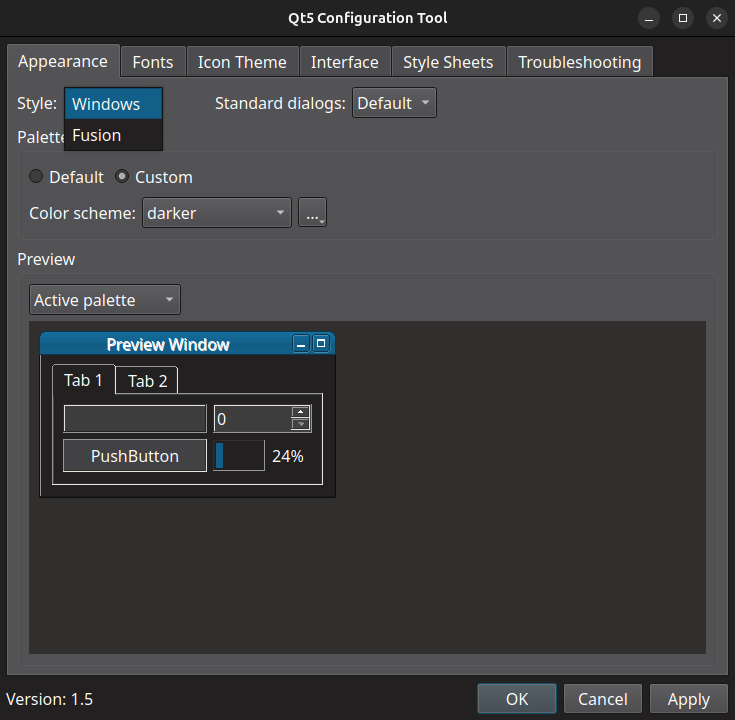 Qt5 Configuration Tool
Appearance Fonts Icon Theme Interface Style Sheets Troubleshooting
Style: Windows Standard dialogs: Default
Fusion
Palette
Default Custom
Color scheme: darker ...
Preview
Active palette
Preview Window
Tab 1 Tab 2
0
PushButton 24%
Version: 1.5 OK Cancel Apply